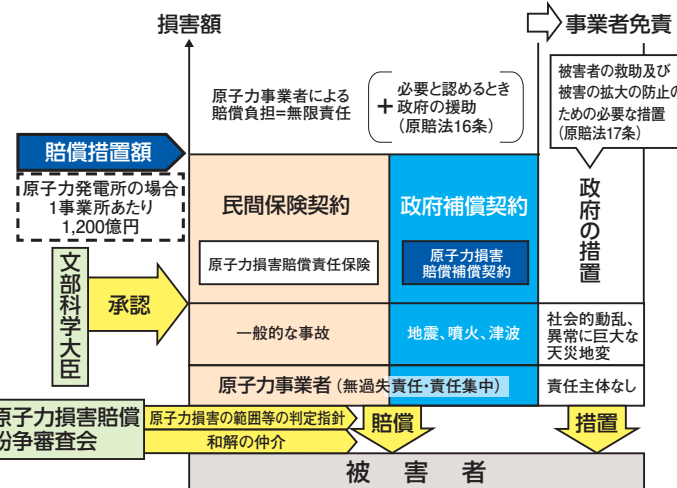 損害額
事業者免責
原子力事業者による
賠償負担=無限責任
+
必要と認めるとき
政府の援助
(原賠法16条)
被害者の救助及び
被害の拡大の防止の
ための必要な措置
(原賠法17条)
賠償措置額
原子力発電所の場合
1事業所あたり
1,200億円
民間保険契約
政府補償契約
政府の措置
原子力損害賠償責任保険
原子力損害
賠償補償契約
文部科学大臣
承認
一般的な事故
地震、噴火、津波
社会的動乱、
異常に巨大な
天災地変
原子力事業者(無過失責任・責任集中)
責任主体なし
原子力損害賠償
紛争審査会
原子力損害の範囲等の判定指針
和解の仲介
賠償
措置
被害者